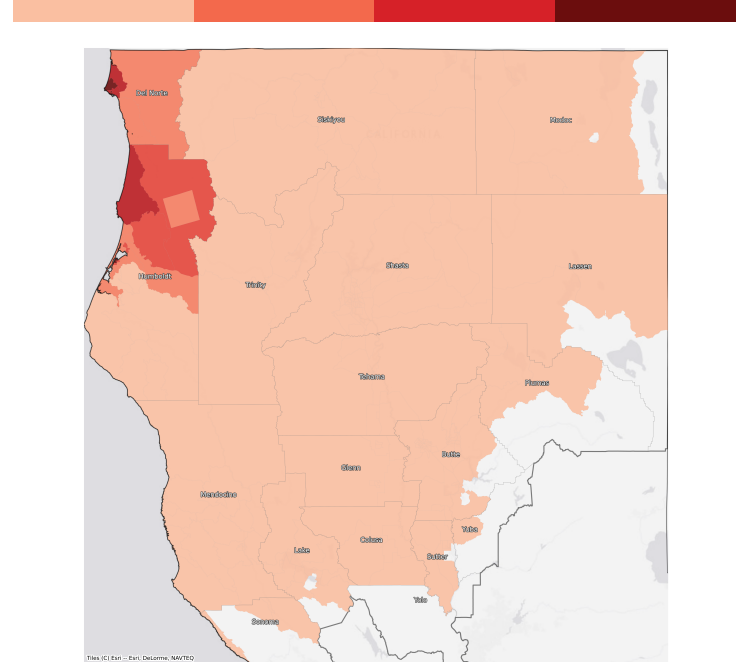 Del Norte
Siskiyou
Modoc
CALIFORNIA
Shasta
Lassen
Humboldt
Trinity
Tehama
Plumas
Butte
Glenn
Mendocino
Yuba
Colusa
Lake
Sutter
Yolo
Sonoma
Tiles (C) Esri -- Esri, DeLorme, NAVTEQ